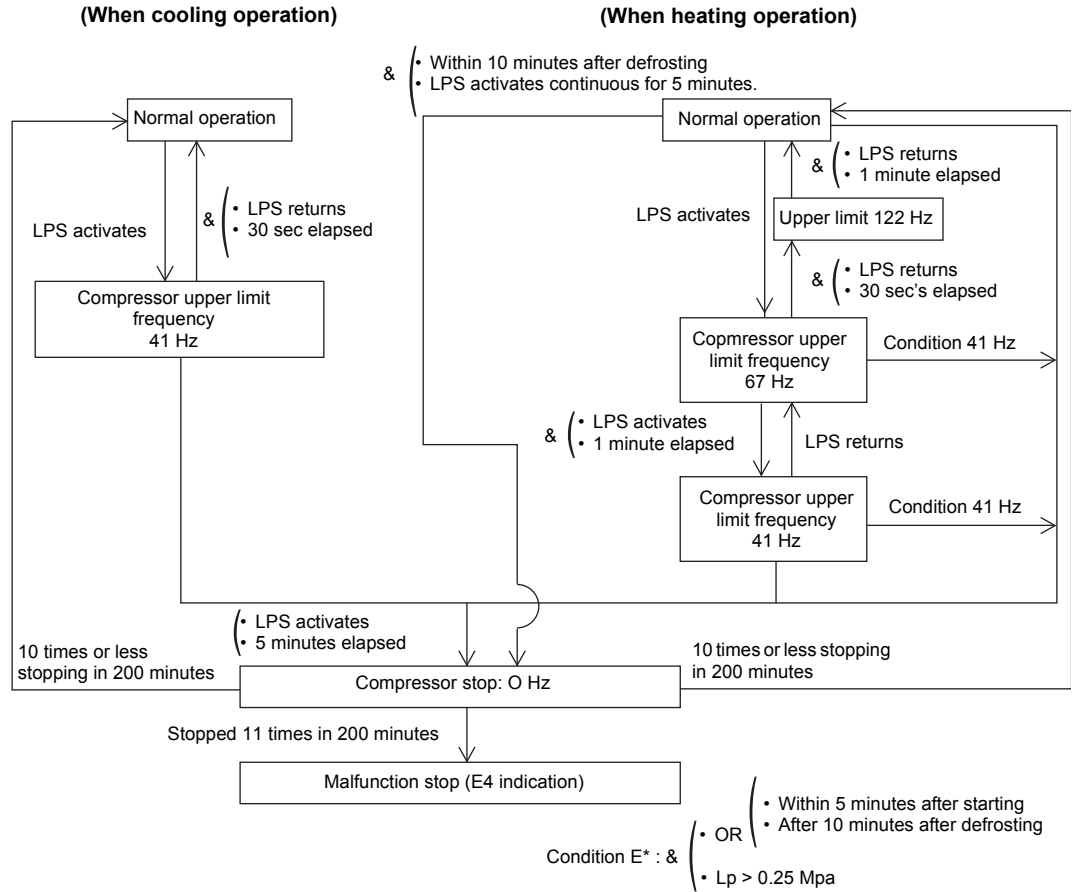 (When cooling operation)
(When heating operation)
&
• Within 10 minutes after defrosting
• LPS activates continuous for 5 minutes.
Normal operation
Normal operation
LPS activates
&
• LPS returns
• 30 sec elapsed
Compressor upper limit
frequency
41 Hz
&
• LPS returns
• 1 minute elapsed
LPS activates
Upper limit 122 Hz
&
• LPS returns
• 30 sec's elapsed
Copmressor upper
limit frequency
67 Hz
Condition 41 Hz
&
• LPS activates
• 1 minute elapsed
LPS returns
Compressor upper
limit frequency
41 Hz
Condition 41 Hz
• LPS activates
• 5 minutes elapsed
10 times or less
stopping in 200 minutes
10 times or less stopping
in 200 minutes
Compressor stop: O Hz
Stopped 11 times in 200 minutes
Malfunction stop (E4 indication)
Condition E* : &
• OR
• Within 5 minutes after starting
• After 10 minutes after defrosting
• Lp > 0.25 Mpa